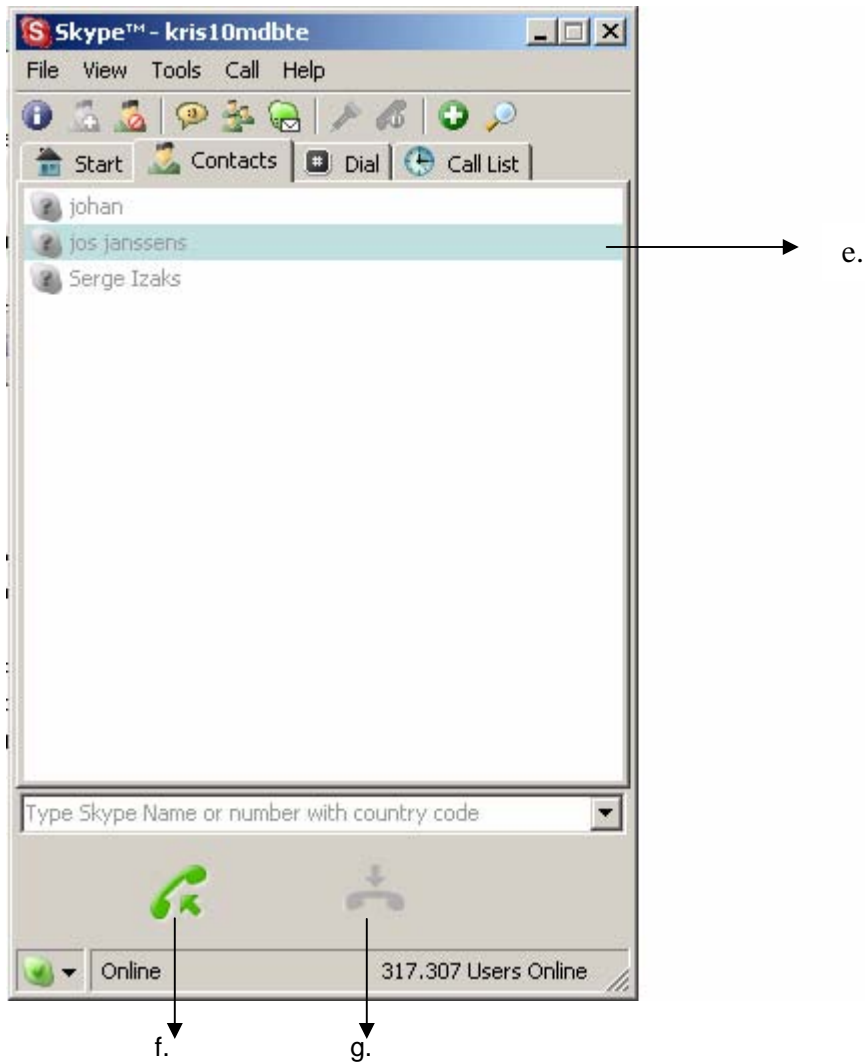 Skype™ - kris10mdbte
File View Tools Call Help
Start Contacts Dial Call List
johan
jos janssens
e.
Serge Izaks
Type Skype Name or number with country code
Online 317.307 Users Online
f. g.